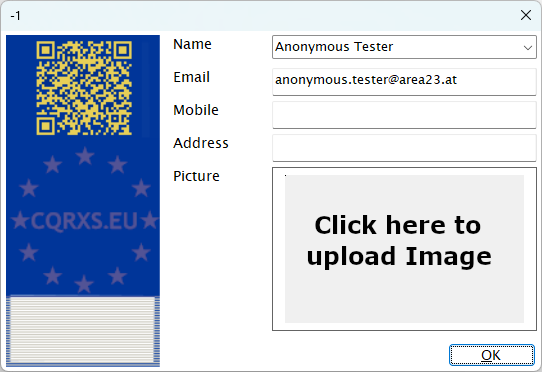 -1
Name
Anonymous Tester
Email
anonymous.tester@area23.at
Mobile
Address
Picture
CQRXS.EU
Click here to
upload Image
OK